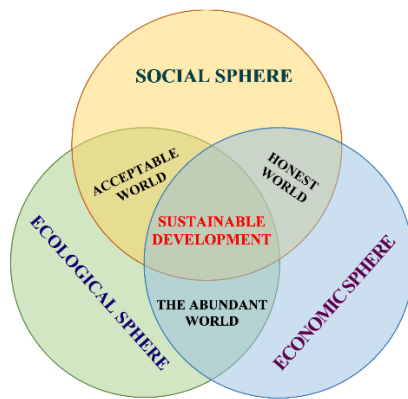 SOCIAL SPHERE
ACCEPTABLE
WORLD
HONEST
WORLD
SUSTAINABLE
DEVELOPMENT
ECOLOGICAL SPHERE
ECONOMIC SPHERE
THE ABUNDANT
WORLD